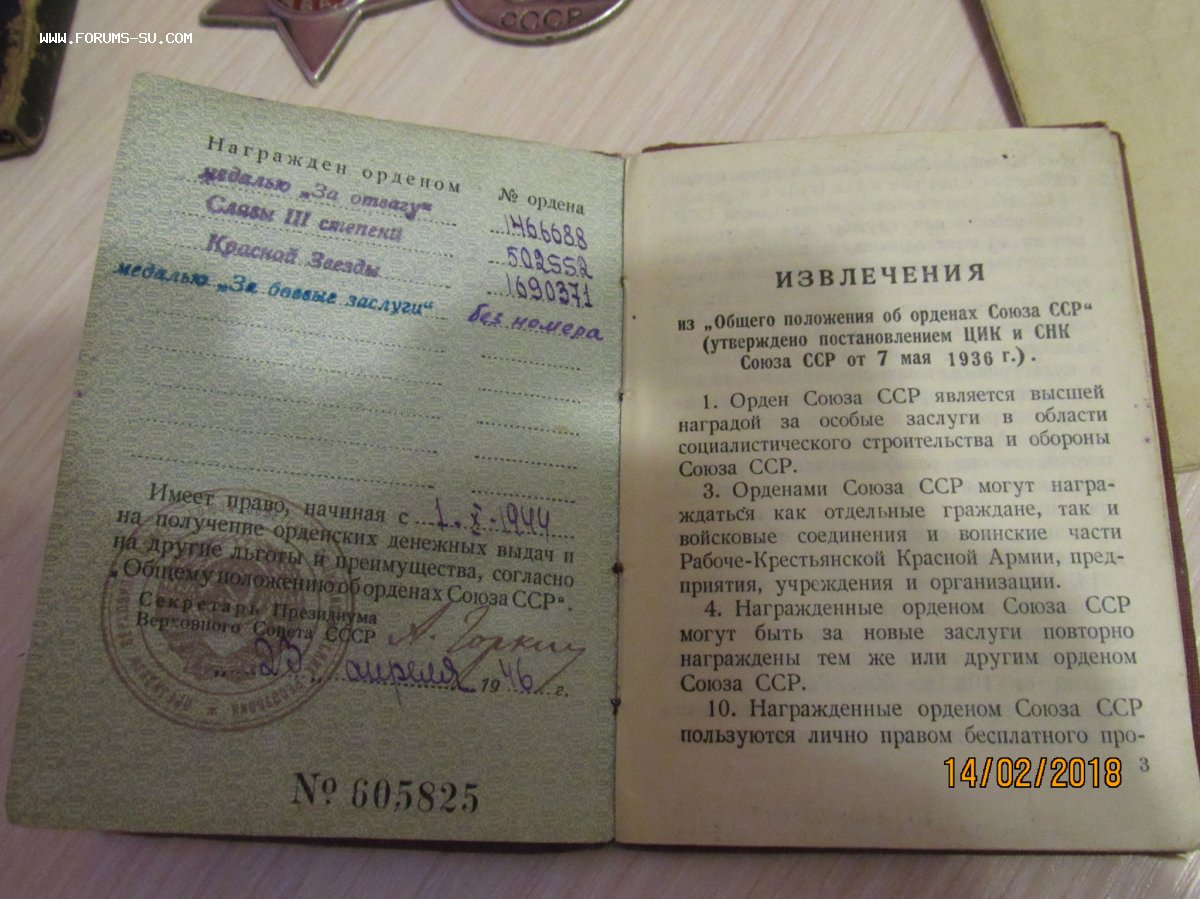 WWW.FORUMS-SU.COM
СССР
Награжден орденом № ордена
медалью „За отвагу“ 1466688
Славы III степени 502552
Красной Звезды 1690371
медалью „За боевые заслуги“ без номера
Имеет право, начиная с 1.X-1944
на получение орденских денежных выдач и
на другие льготы и преимущества, согласно
„Общему положению об орденах Союза ССР“.
Секретарь Президиума
Верховного Совета СССР А. Горкин
„23 апреля 1946 г.
№ 605825
ИЗВЛЕЧЕНИЯ
из „Общего положения об орденах Союза ССР“
(утверждено постановлением ЦИК и СНК
Союза ССР от 7 мая 1936 г.).
1. Орден Союза ССР является высшей
наградой за особые заслуги в области
социалистического строительства и обороны
Союза ССР.
3. Орденами Союза ССР могут награ-
ждаться как отдельные граждане, так и
войсковые соединения и воинские части
Рабоче-Крестьянской Красной Армии, пред-
приятия, учреждения и организации.
4. Награжденные орденом Союза ССР
могут быть за новые заслуги повторно
награждены тем же или другим орденом
Союза ССР.
10. Награжденные орденом Союза ССР
пользуются лично правом бесплатного про-
3
14/02/2018